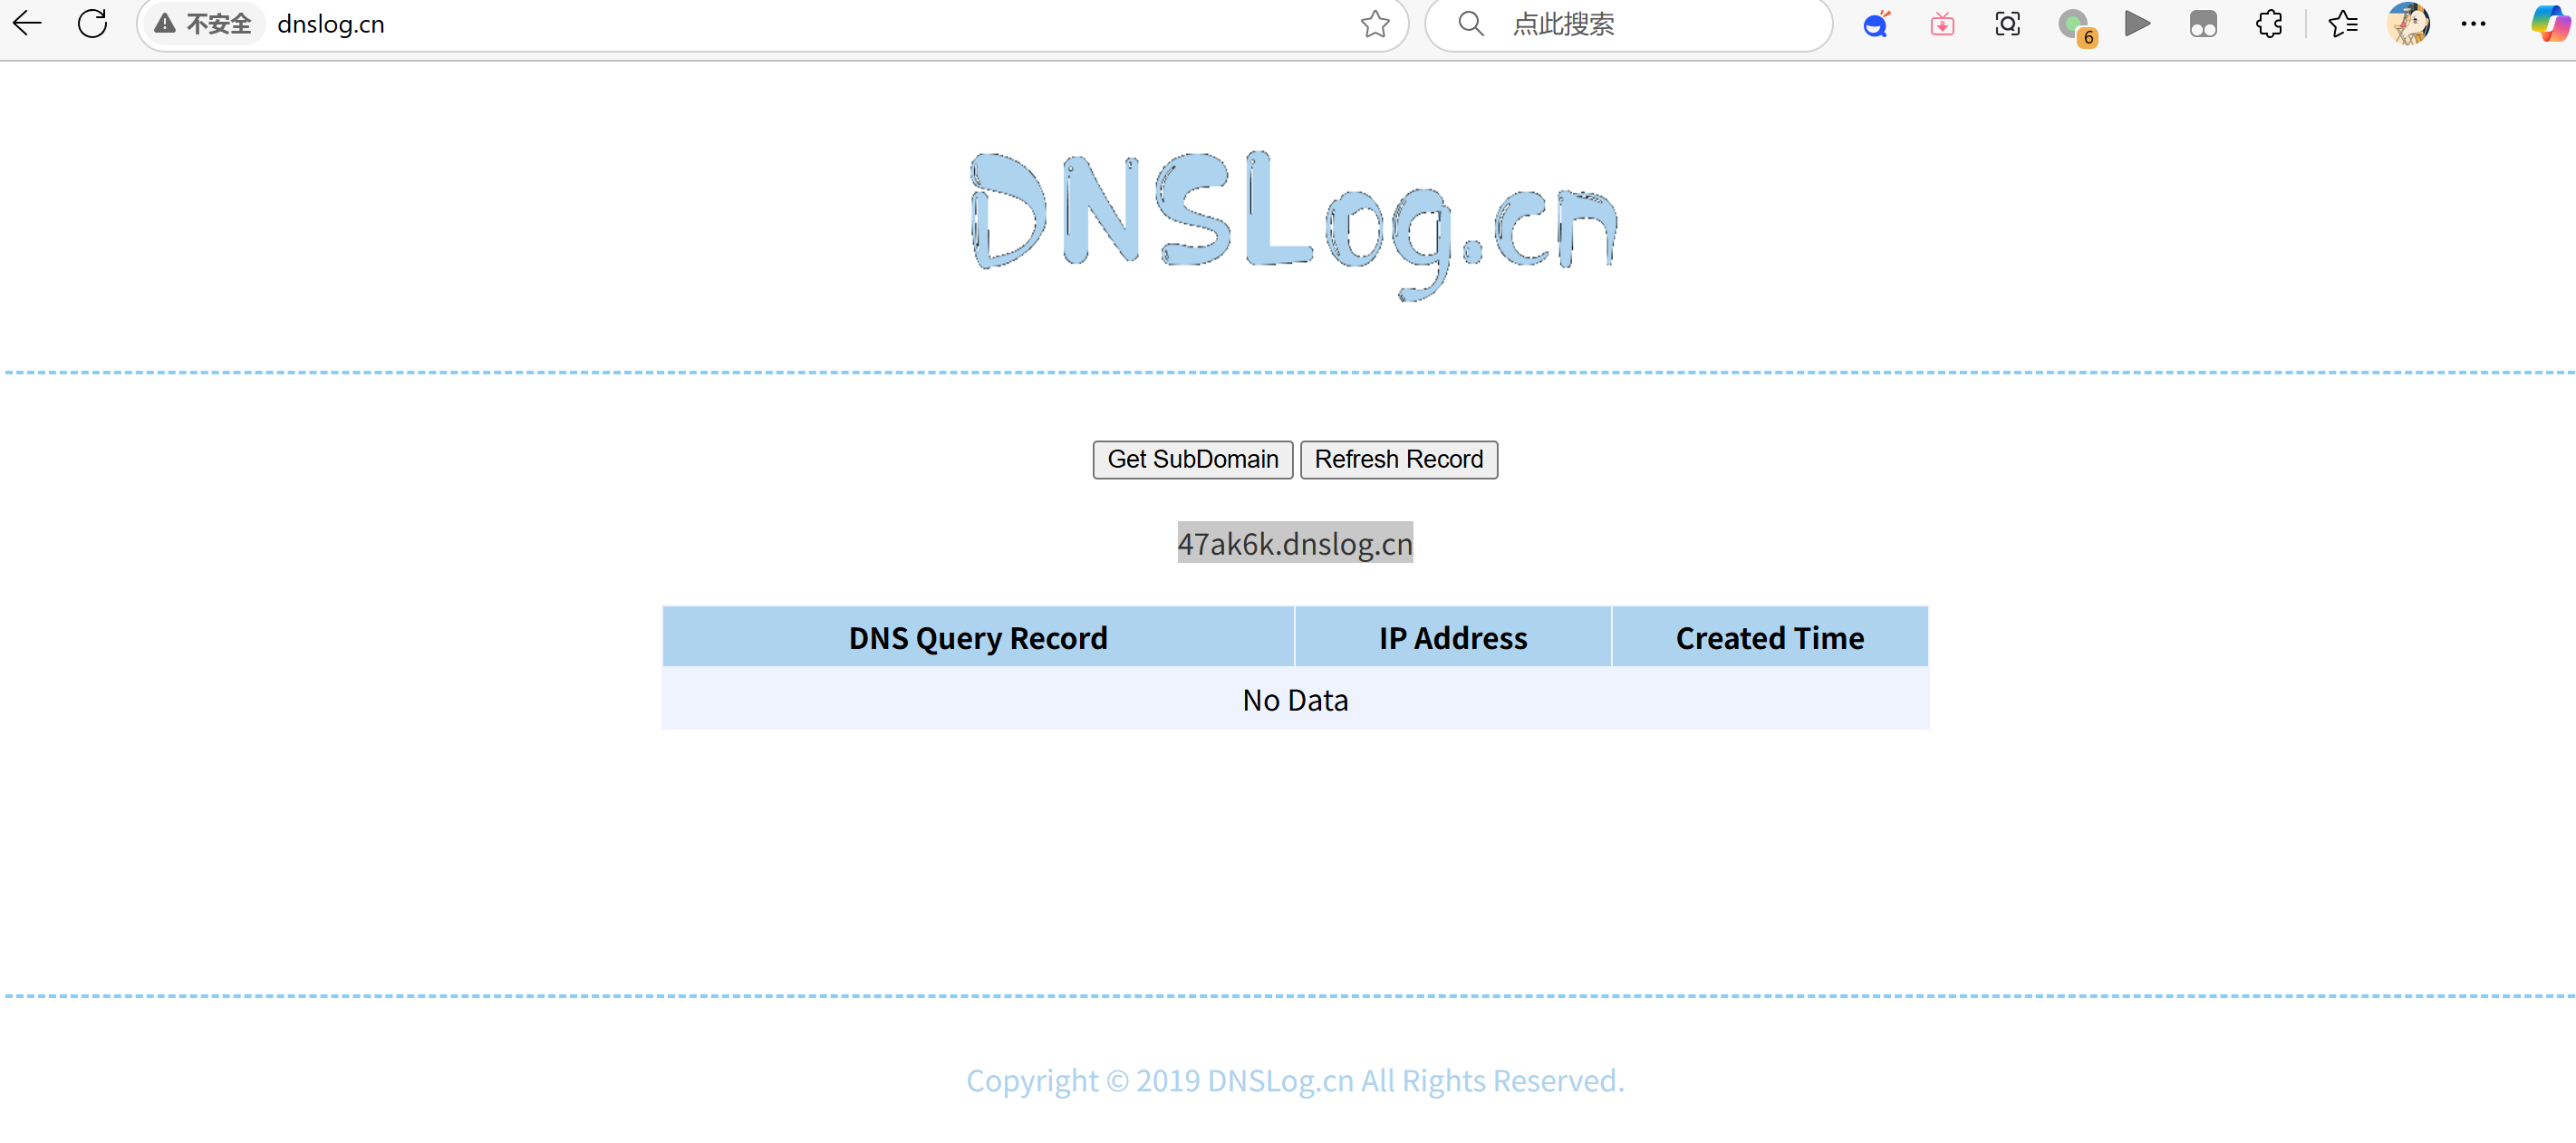 不安全 dnslog.cn 点此搜索 6
DNSLog.cn
Get SubDomain Refresh Record
47ak6k.dnslog.cn
DNS Query Record IP Address Created Time
No Data
Copyright © 2019 DNSLog.cn All Rights Reserved.